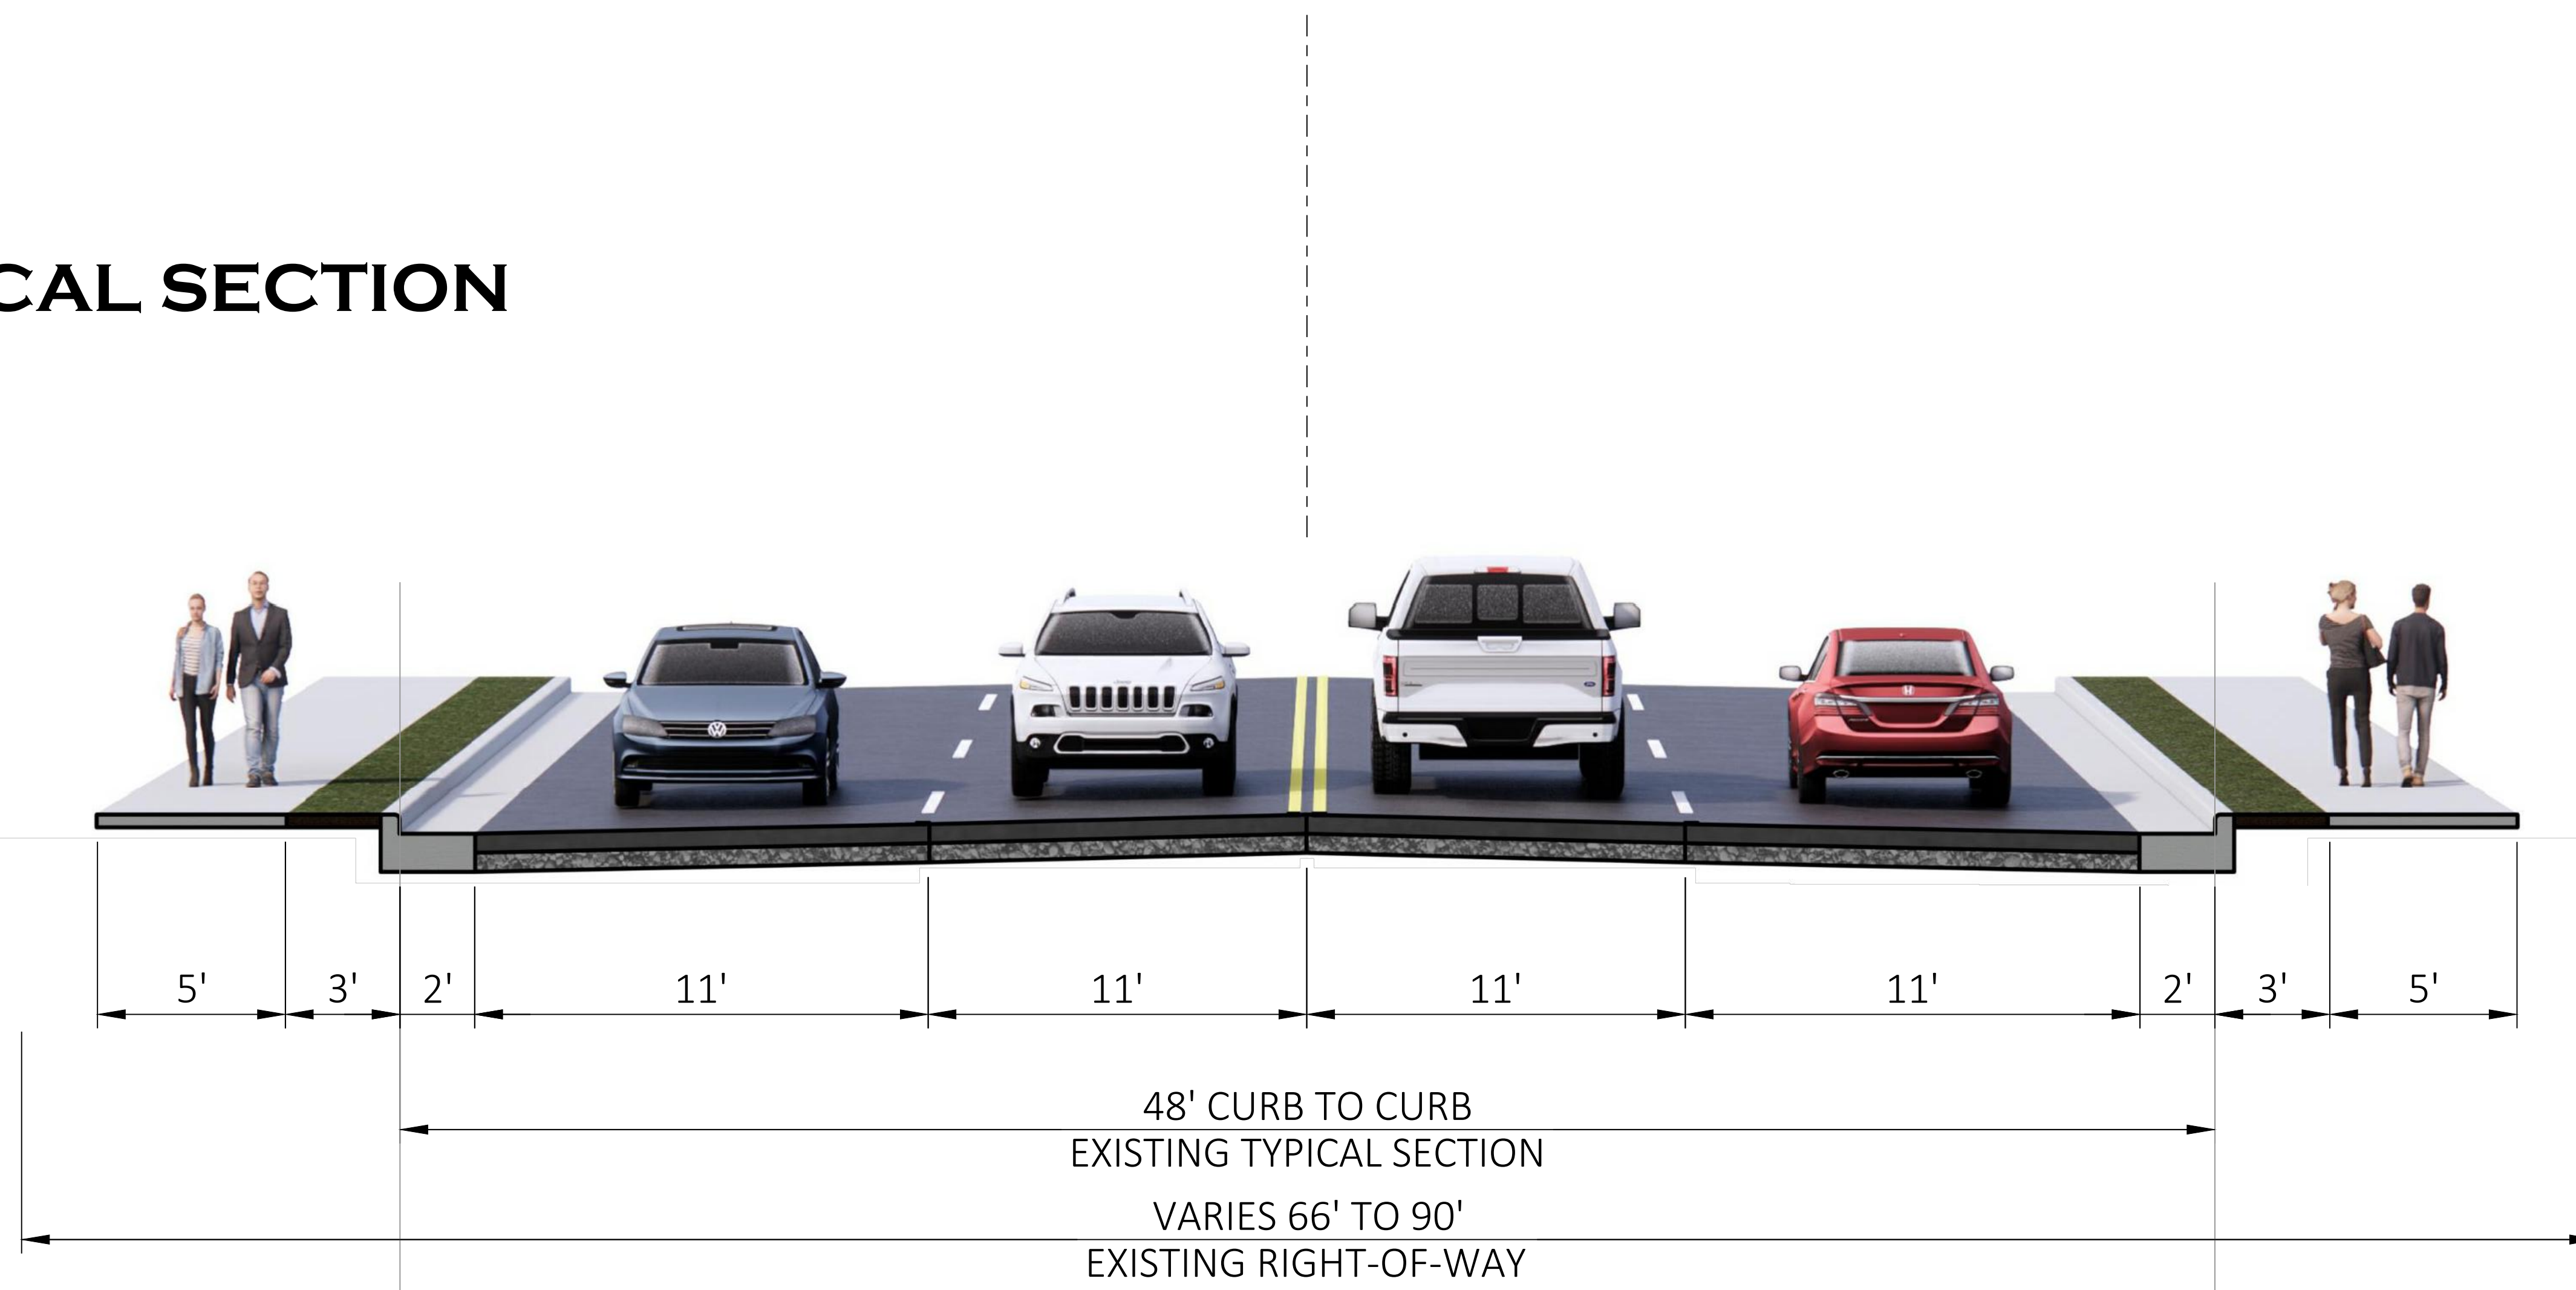 CAL SECTION
5' 3' 2' 11' 11' 11' 11' 2' 3' 5'
48' CURB TO CURB
EXISTING TYPICAL SECTION
VARIES 66' TO 90'
EXISTING RIGHT-OF-WAY